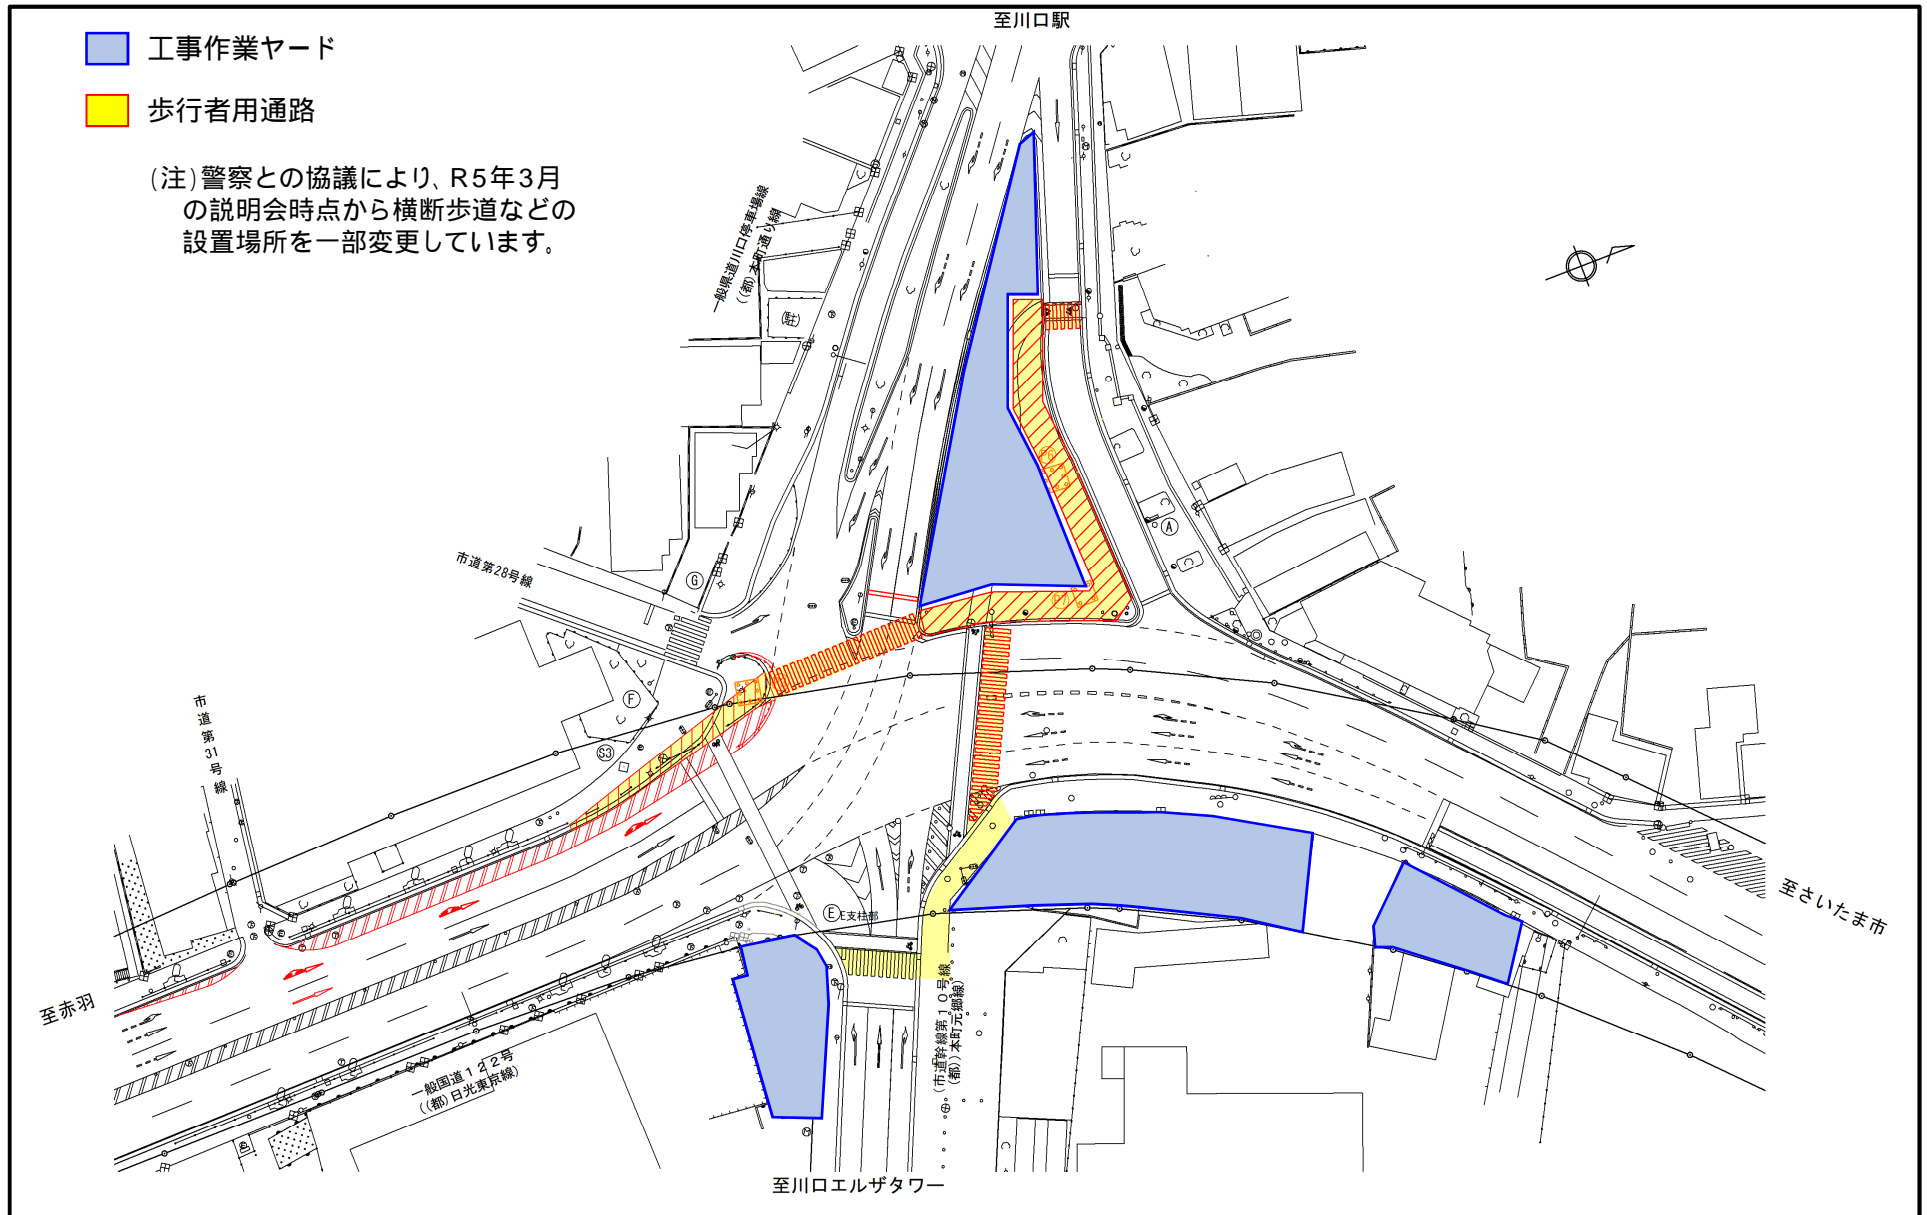 至川口駅
工事作業ヤード
歩行者用通路
(注)警察との協議により、R5年3月
の説明会時点から横断歩道などの
設置場所を一部変更しています。
一般県道川口停車場線
((都)本町通り線)
市道第28号線
市道第31号線
G
F
S3
A
P6
P7
E
E支柱部
至さいたま市
至赤羽
一般国道122号
((都)日光東京線)
(市道幹線第10号線
(都)本町元郷線)
至川口エルザタワー